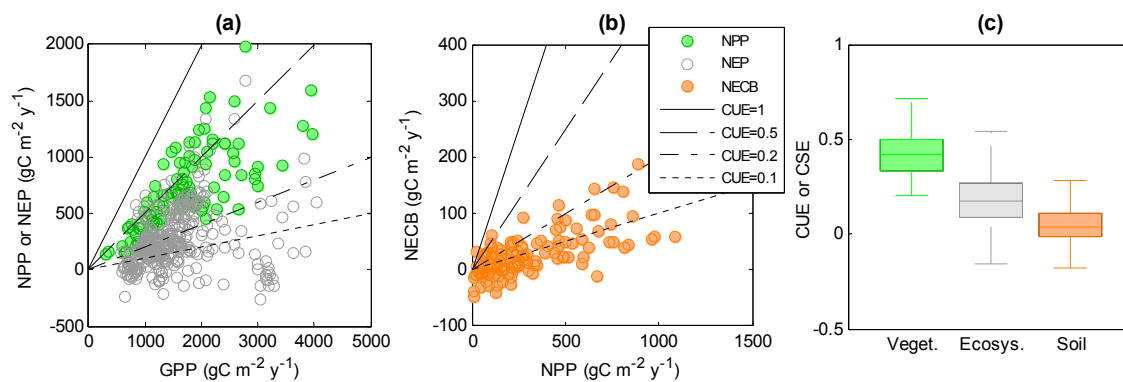 (a)
2000
1500
1000
500
0
-500
0 1000 2000 3000 4000 5000
NPP or NEP (gC m-2 y-1)
GPP (gC m-2 y-1)
(b)
400
300
200
100
0
-100
0 500 1000 1500
NECB (gC m-2 y-1)
NPP (gC m-2 y-1)
NPP
NEP
NECB
CUE=1
CUE=0.5
CUE=0.2
CUE=0.1
(c)
1
0.5
0
-0.5
CUE or CSE
Veget. Ecosys. Soil